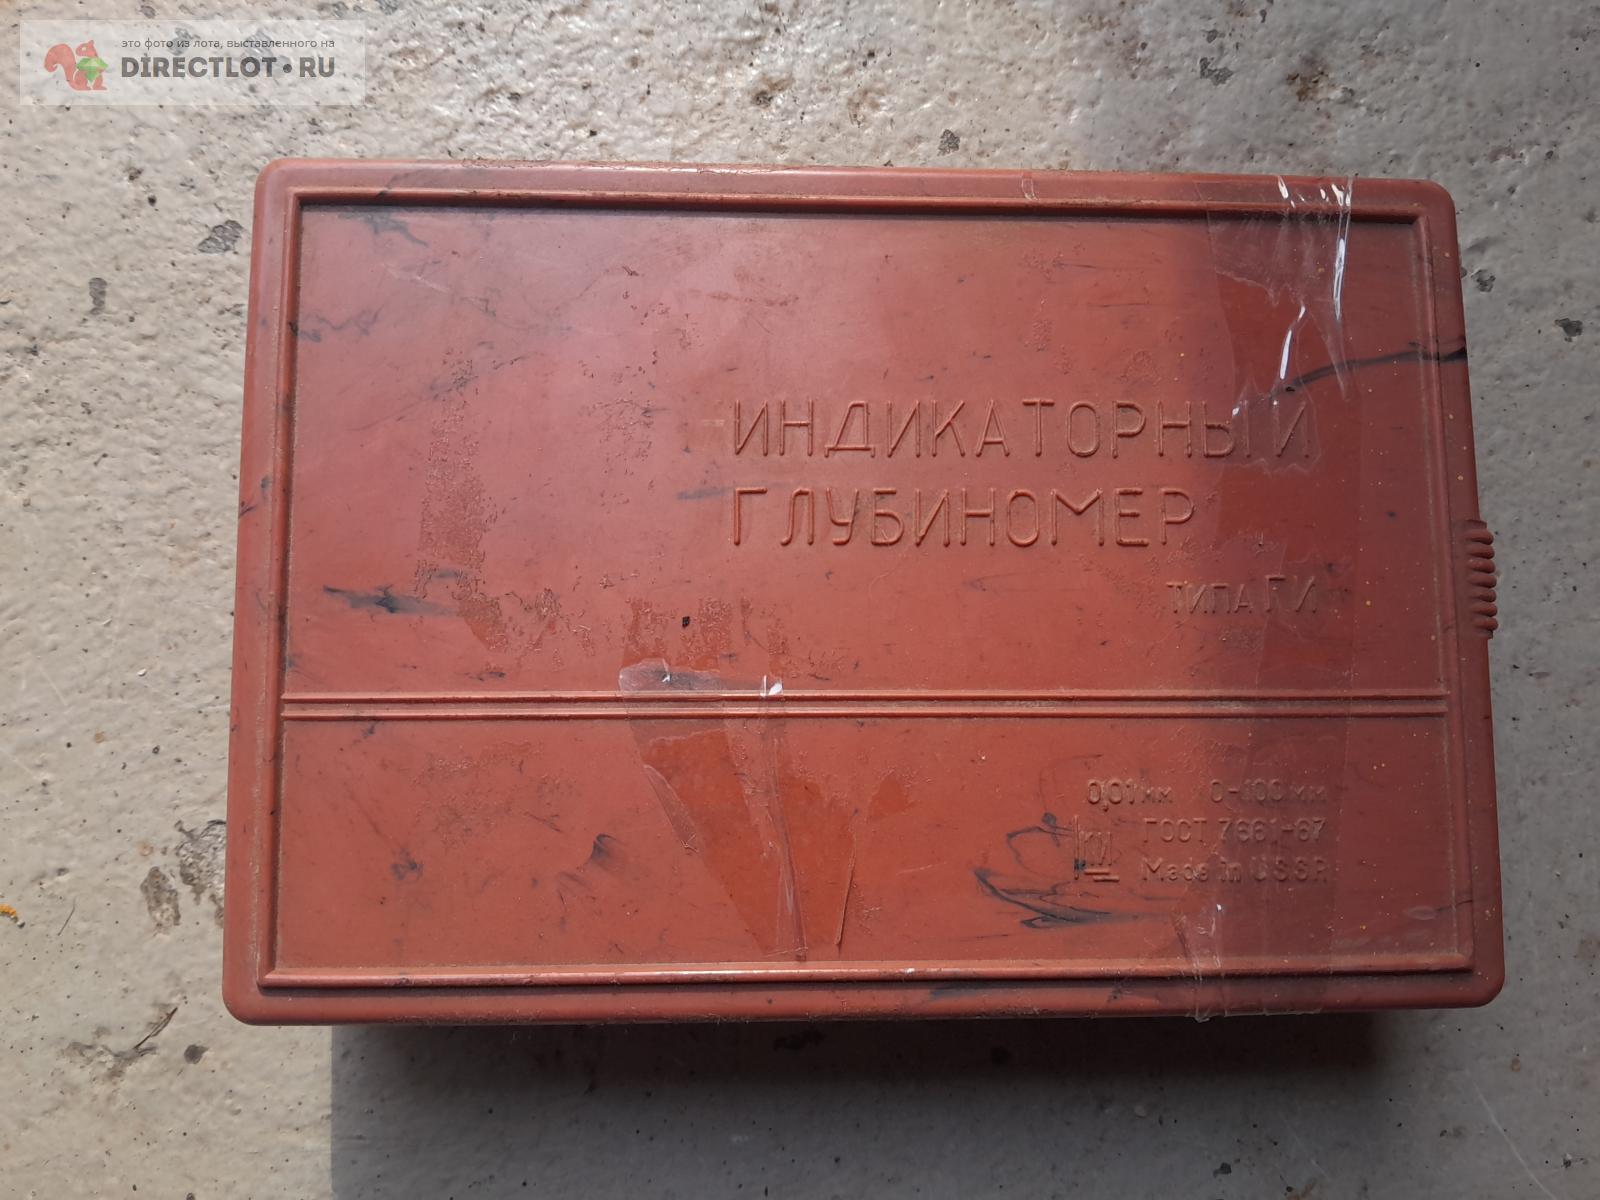 это фото из лота, выставленного на
DIRECTLOT•RU
ИНДИКАТОРНЫЙ
ГЛУБИНОМЕР
ТИПА ГИ
0,01мм 0-100мм
ГОСТ 7661-67
Made in USSR